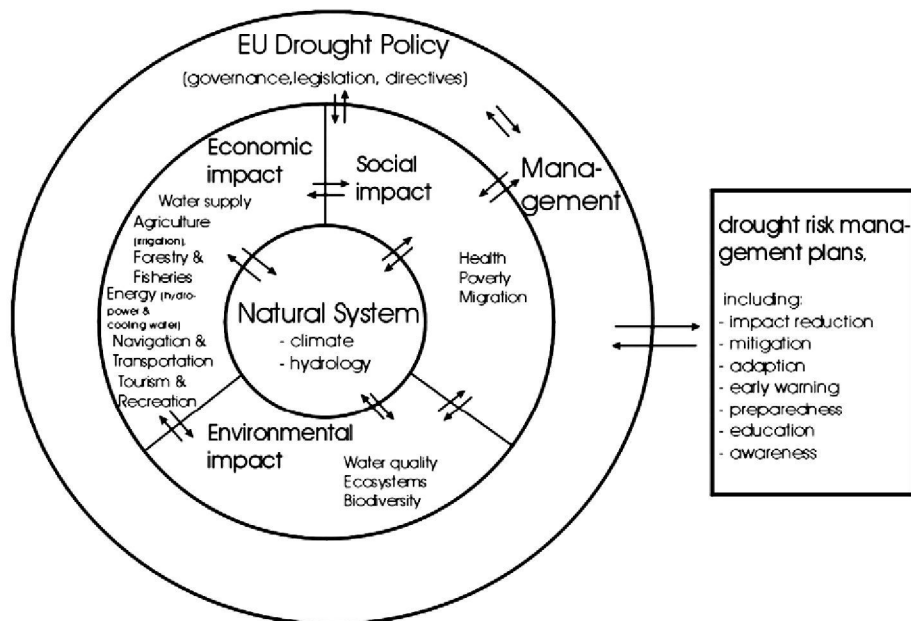 EU Drought Policy
(governance,legislation, directives)
Mana-
gement
Economic
impact
Water supply
Agriculture
(irrigation),
Forestry &
Fisheries
Energy (hydro-
power &
cooling water)
Navigation &
Transportation
Tourism &
Recreation
Social
impact
Health
Poverty
Migration
Natural System
- climate
- hydrology
Environmental
impact
Water quality
Ecosystems
Biodiversity
drought risk mana-
gement plans,
including:
- impact reduction
- mitigation
- adaption
- early warning
- preparedness
- education
- awareness